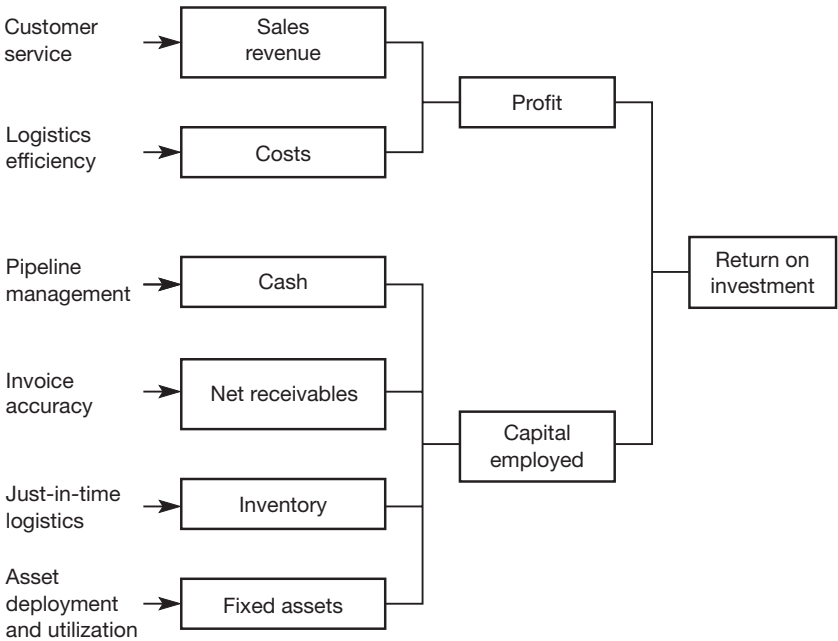 Customer
service
Sales
revenue
Profit
Logistics
efficiency
Costs
Return on
investment
Pipeline
management
Cash
Invoice
accuracy
Net receivables
Capital
employed
Just-in-time
logistics
Inventory
Asset
deployment
and utilization
Fixed assets